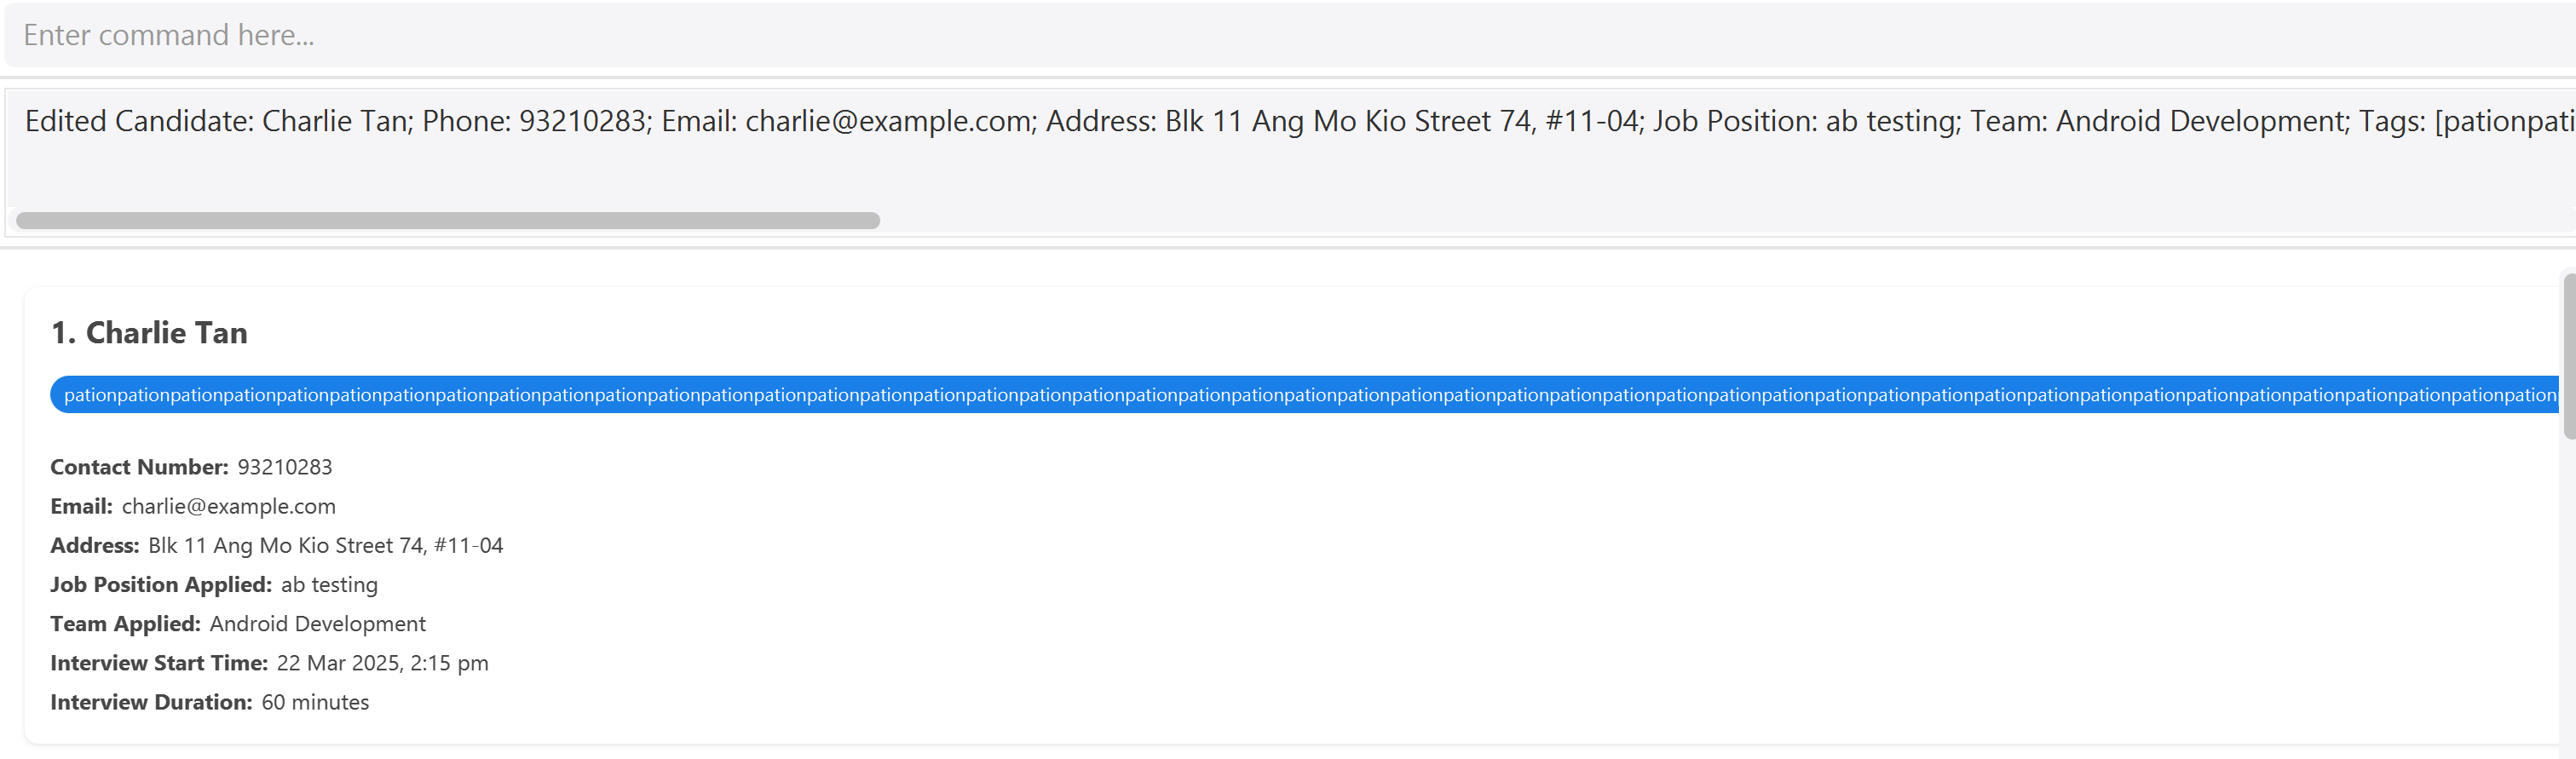 Enter command here...
Edited Candidate: Charlie Tan; Phone: 93210283; Email: charlie@example.com; Address: Blk 11 Ang Mo Kio Street 74, #11-04; Job Position: ab testing; Team: Android Development; Tags: [pationpati
1. Charlie Tan
pationpationpationpationpationpationpationpationpationpationpationpationpationpationpationpationpationpationpationpationpationpationpationpationpationpationpationpationpationpationpationpationpationpationpationpationpationpationpationpationpationpationpationpationpationpationpation
Contact Number: 93210283
Email: charlie@example.com
Address: Blk 11 Ang Mo Kio Street 74, #11-04
Job Position Applied: ab testing
Team Applied: Android Development
Interview Start Time: 22 Mar 2025, 2:15 pm
Interview Duration: 60 minutes